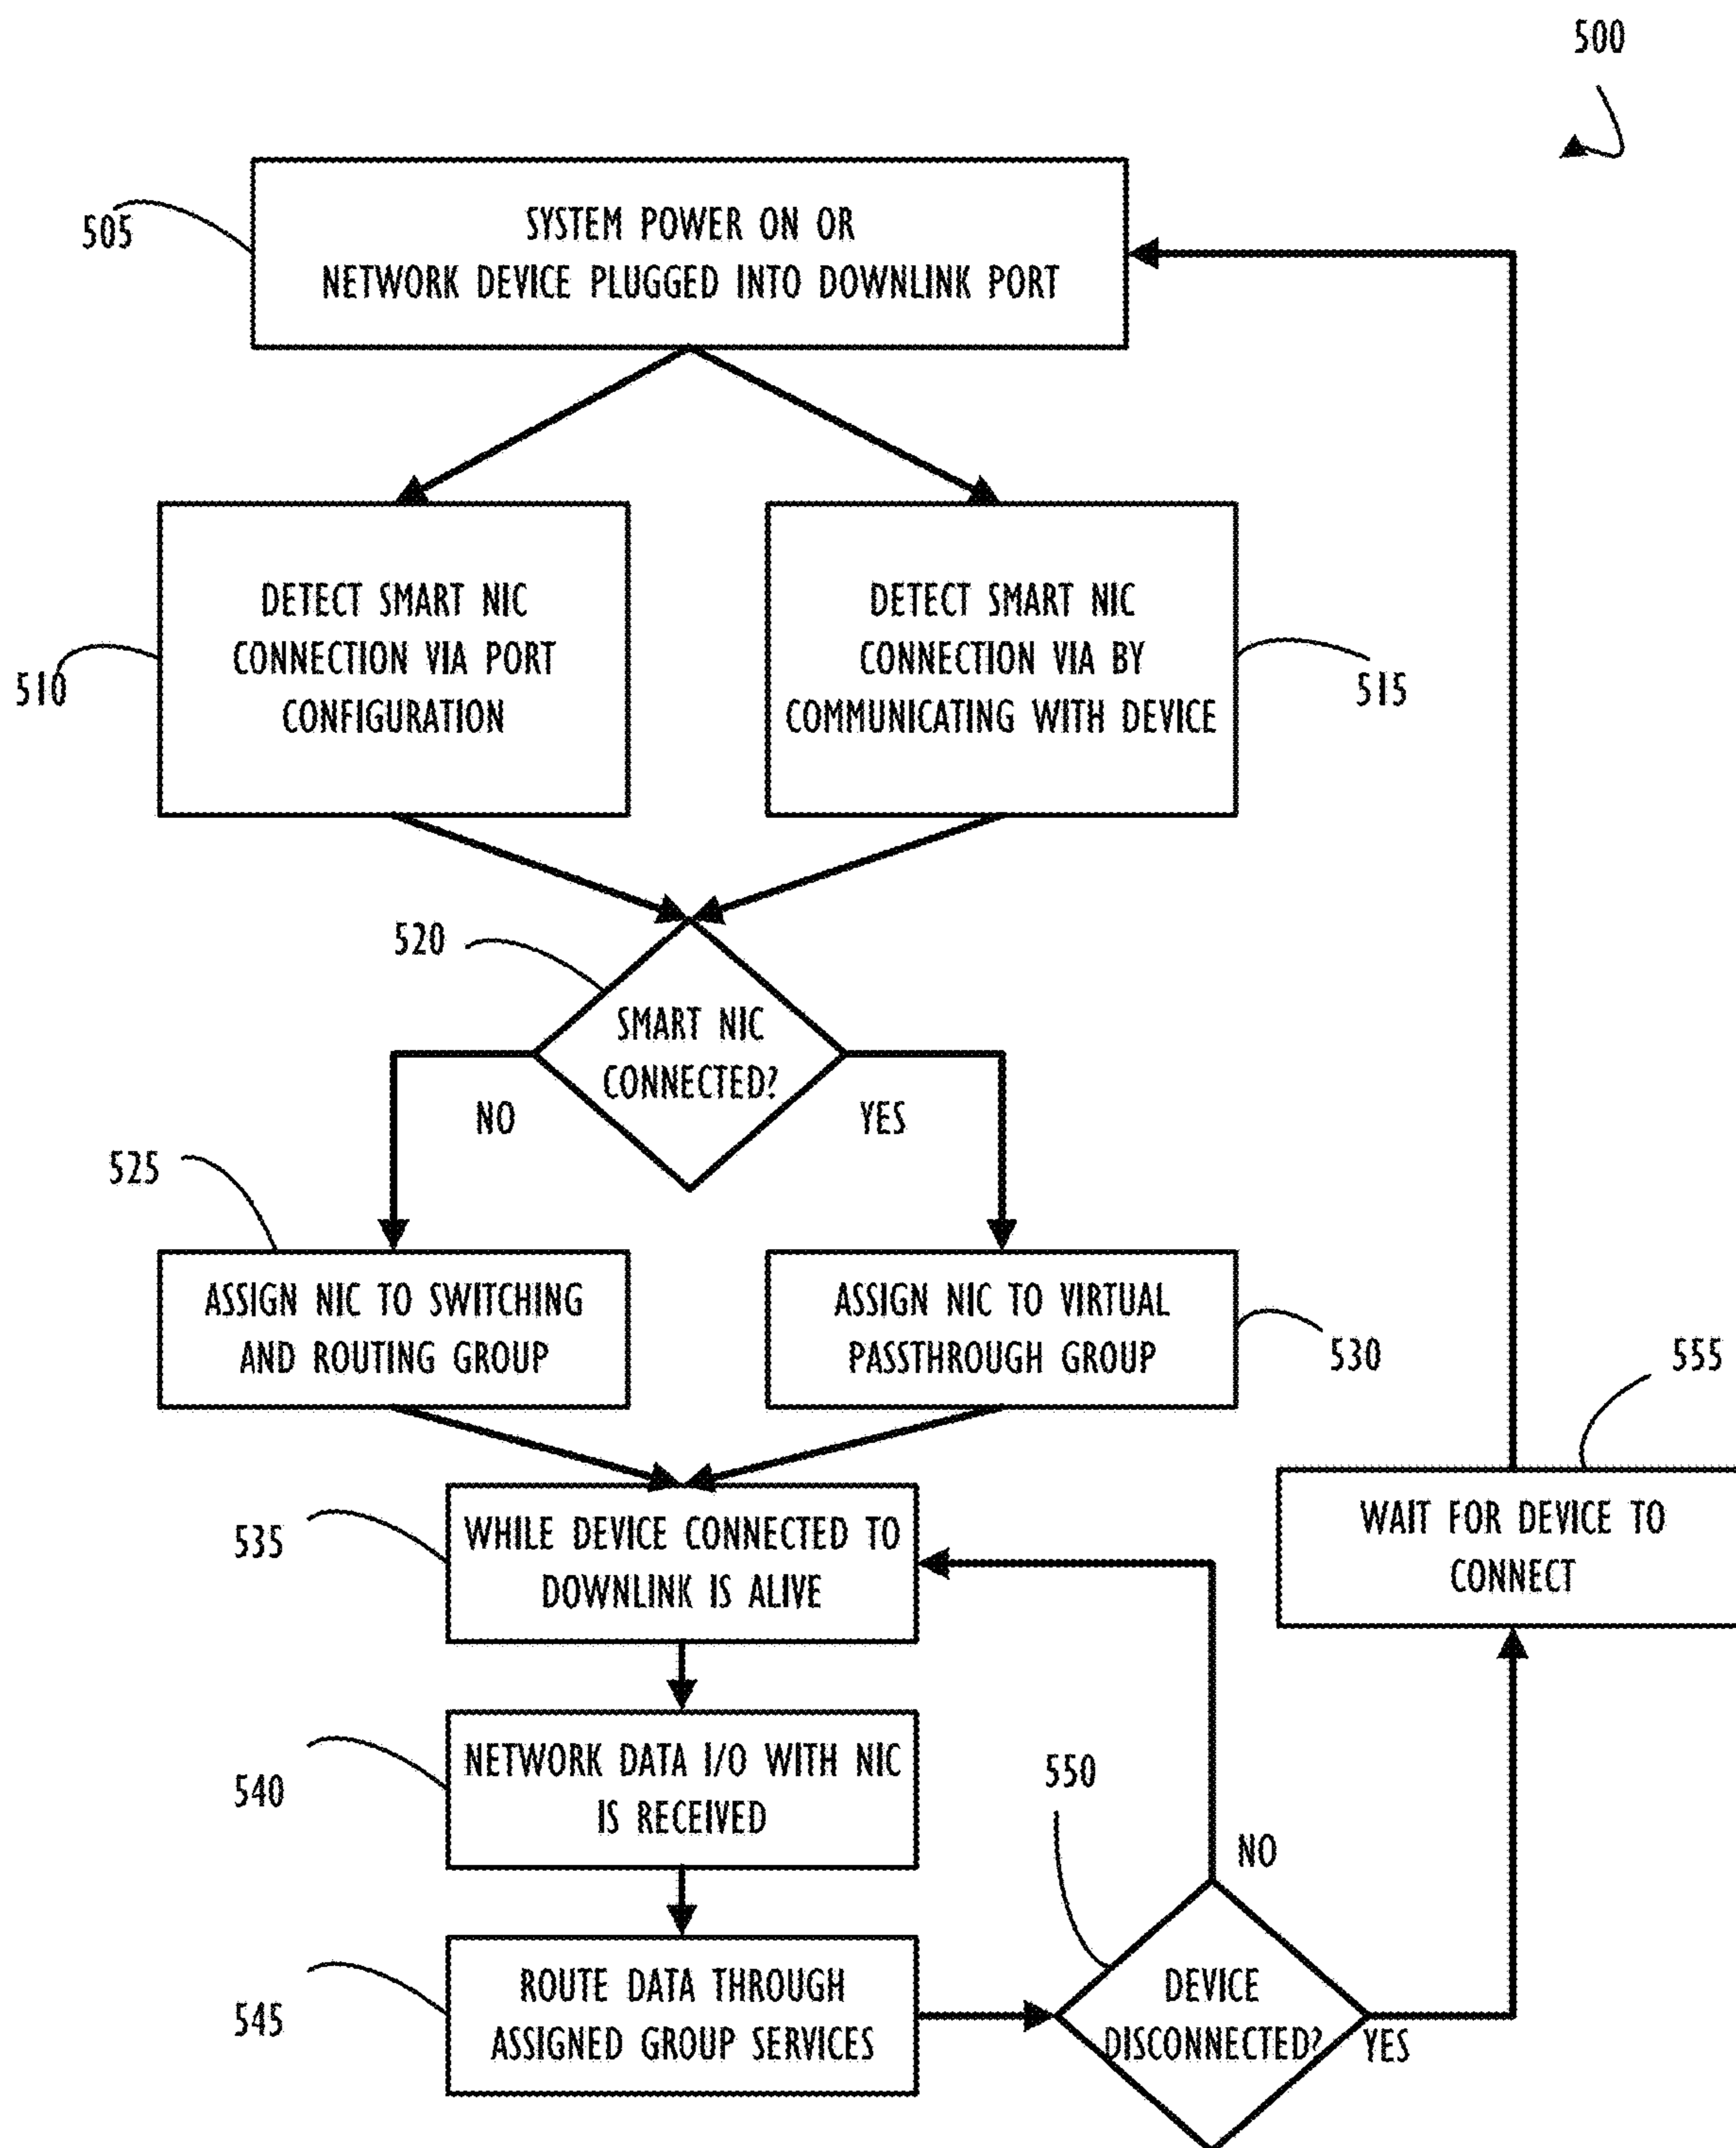 500
505
SYSTEM POWER ON OR
NETWORK DEVICE PLUGGED INTO DOWNLINK PORT
510
DETECT SMART NIC
CONNECTION VIA PORT
CONFIGURATION
DETECT SMART NIC
CONNECTION VIA BY
COMMUNICATING WITH DEVICE
515
520
SMART NIC
CONNECTED?
NO
YES
525
ASSIGN NIC TO SWITCHING
AND ROUTING GROUP
ASSIGN NIC TO VIRTUAL
PASSTHROUGH GROUP
530
555
WAIT FOR DEVICE TO
CONNECT
535
WHILE DEVICE CONNECTED TO
DOWNLINK IS ALIVE
540
NETWORK DATA I/O WITH NIC
IS RECEIVED
550
NO
545
ROUTE DATA THROUGH
ASSIGNED GROUP SERVICES
DEVICE
DISCONNECTED?
YES